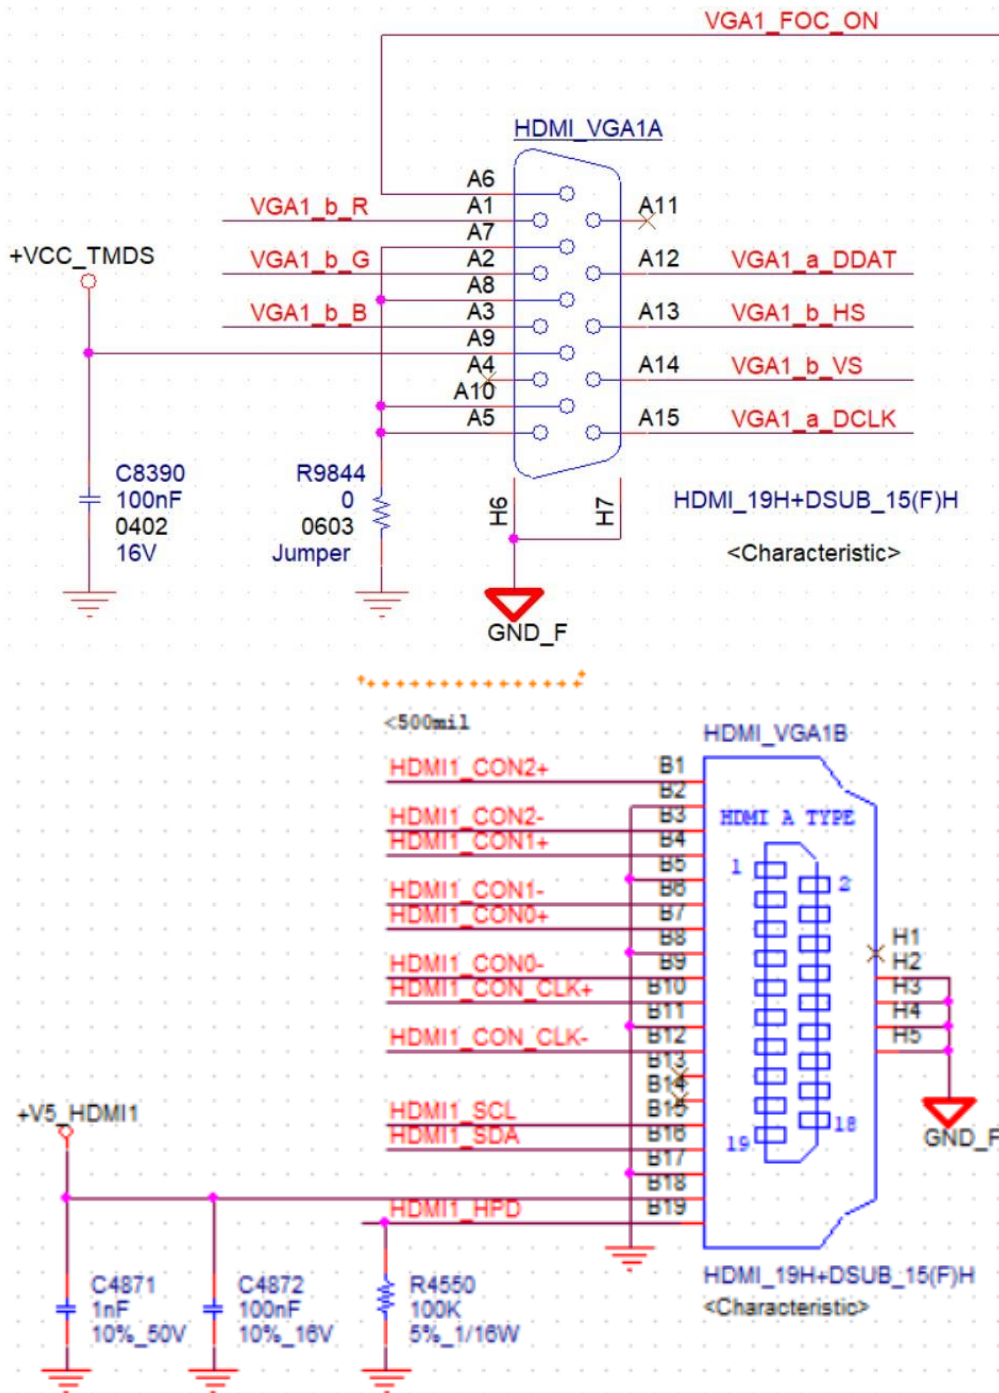 VGA1_FOC_ON
HDMI_VGA1A
A6
VGA1_b_R
A1
A11
A7
+VCC_TMDS
VGA1_b_G
A2
A12
VGA1_a_DDAT
A8
VGA1_b_B
A3
A13
VGA1_b_HS
A9
A4
A14
VGA1_b_VS
A10
A5
A15
VGA1_a_DCLK
C8390
100nF
0402
16V
R9844
0
0603
Jumper
H6
H7
HDMI_19H+DSUB_15(F)H
<Characteristic>
GND_F
<500mil
HDMI_VGA1B
HDMI1_CON2+
B1
B2
HDMI1_CON2-
B3
HDMI A TYPE
HDMI1_CON1+
B4
B5
1
2
HDMI1_CON1-
B6
HDMI1_CON0+
B7
B8
H1
HDMI1_CON0-
B9
H2
HDMI1_CON_CLK+
B10
H3
B11
H4
HDMI1_CON_CLK-
B12
H5
B13
B14
+V5_HDMI1
HDMI1_SCL
B15
HDMI1_SDA
B16
18
19
GND_F
B17
B18
HDMI1_HPD
B19
C4871
1nF
10%_50V
C4872
100nF
10%_16V
R4550
100K
5%_1/16W
HDMI_19H+DSUB_15(F)H
<Characteristic>